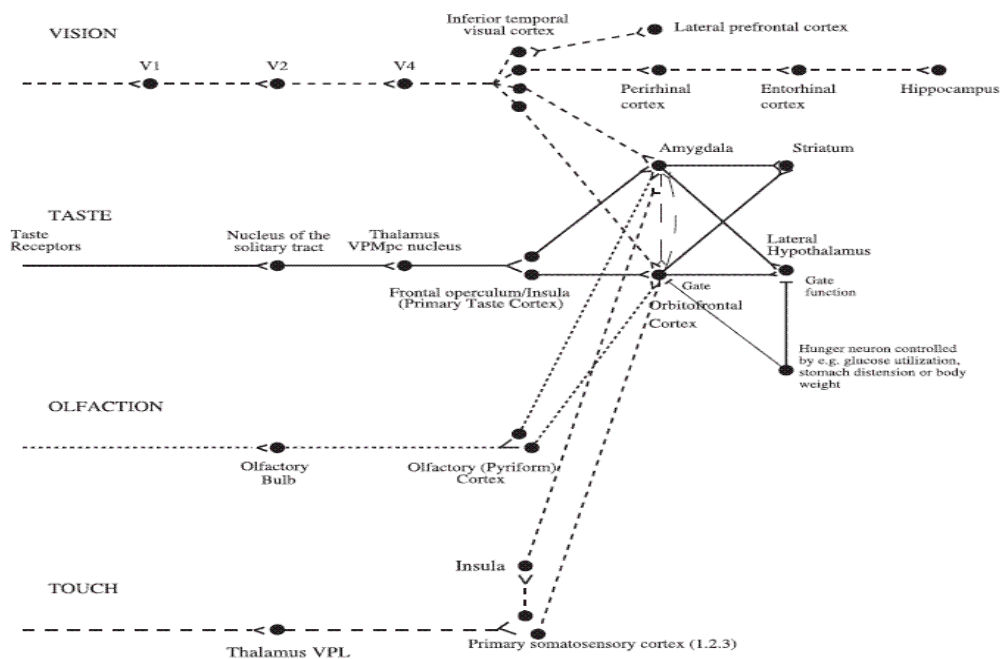 VISION
Inferior temporal
visual cortex
Lateral prefrontal cortex
V1
V2
V4
Perirhinal
cortex
Entorhinal
cortex
Hippocampus
Amygdala
Striatum
TASTE
Taste
Receptors
Nucleus of the
solitary tract
Thalamus
VPMpc nucleus
Frontal operculum/Insula
(Primary Taste Cortex)
Lateral
Hypothalamus
Gate
Orbitofrontal
Cortex
Gate
function
Hunger neuron controlled
by e.g. glucose utilization,
stomach distension or body
weight
OLFACTION
Olfactory
Bulb
Olfactory (Pyriform)
Cortex
TOUCH
Insula
Thalamus VPL
Primary somatosensory cortex (1.2.3)